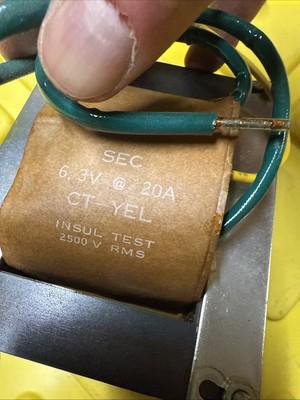 SEC
6.3V @ 20A
CT-YEL
INSUL TEST
2500 V RMS